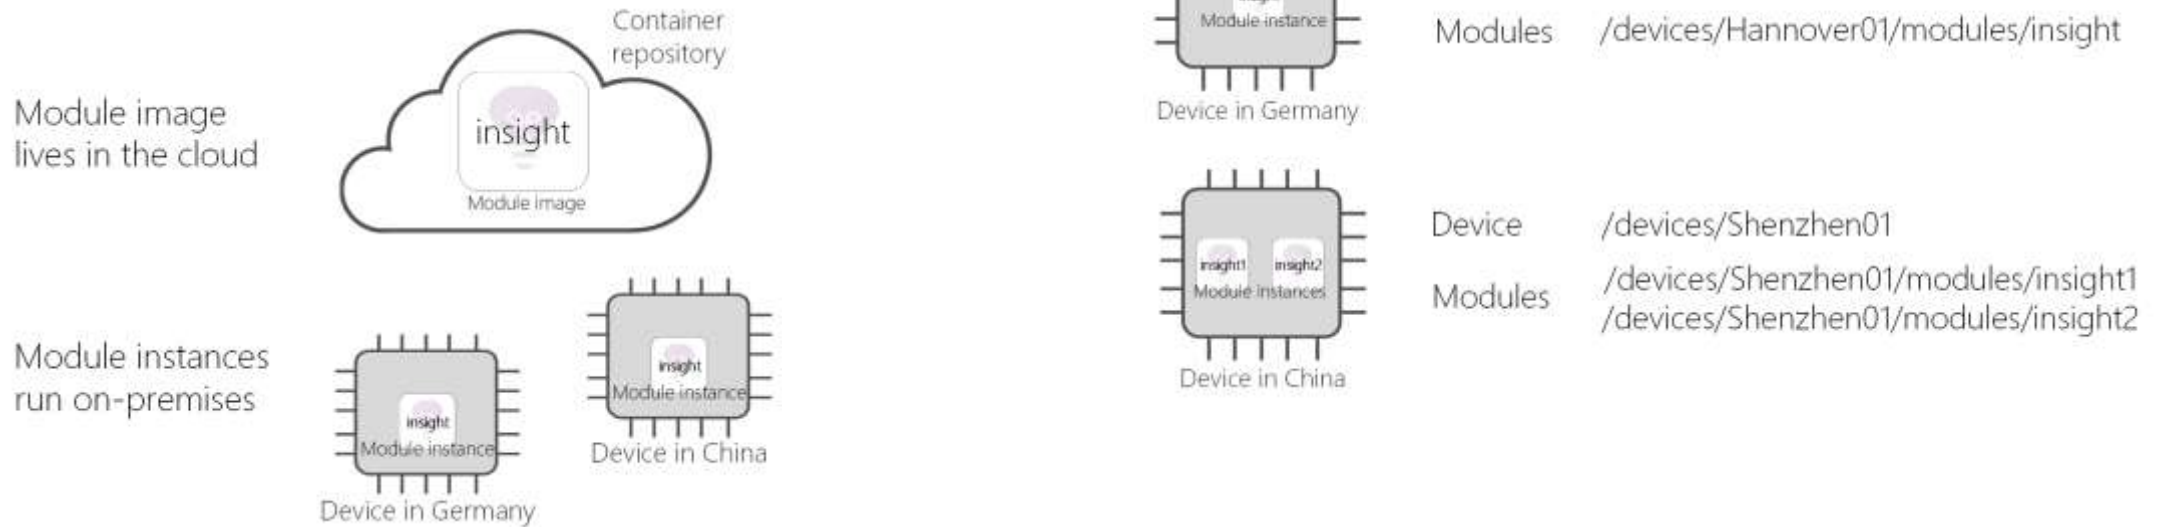 Container
repository
Module image
lives in the cloud
insight
Module image
Module instances
run on-premises
insight
Module instance
Device in China
insight
Module instance
Device in Germany
Module instance
Modules /devices/Hannover01/modules/insight
Device in Germany
Device /devices/Shenzhen01
insight1 insight2
Module instances
Modules /devices/Shenzhen01/modules/insight1
/devices/Shenzhen01/modules/insight2
Device in China